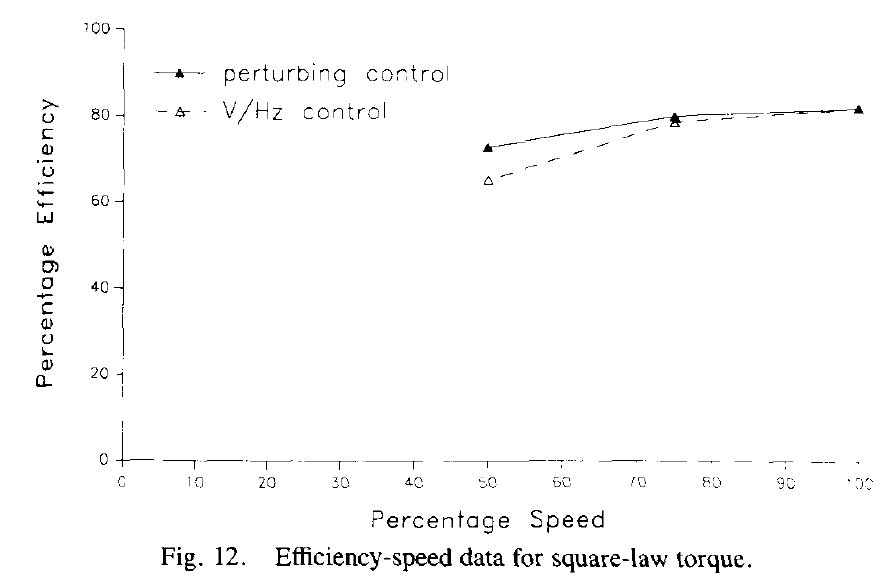 100
perturbing control
80
V/Hz control
60
40
20
0
Percentage Efficiency
0 10 20 30 40 50 60 70 80 90 100
Percentage Speed
Fig. 12. Efficiency-speed data for square-law torque.